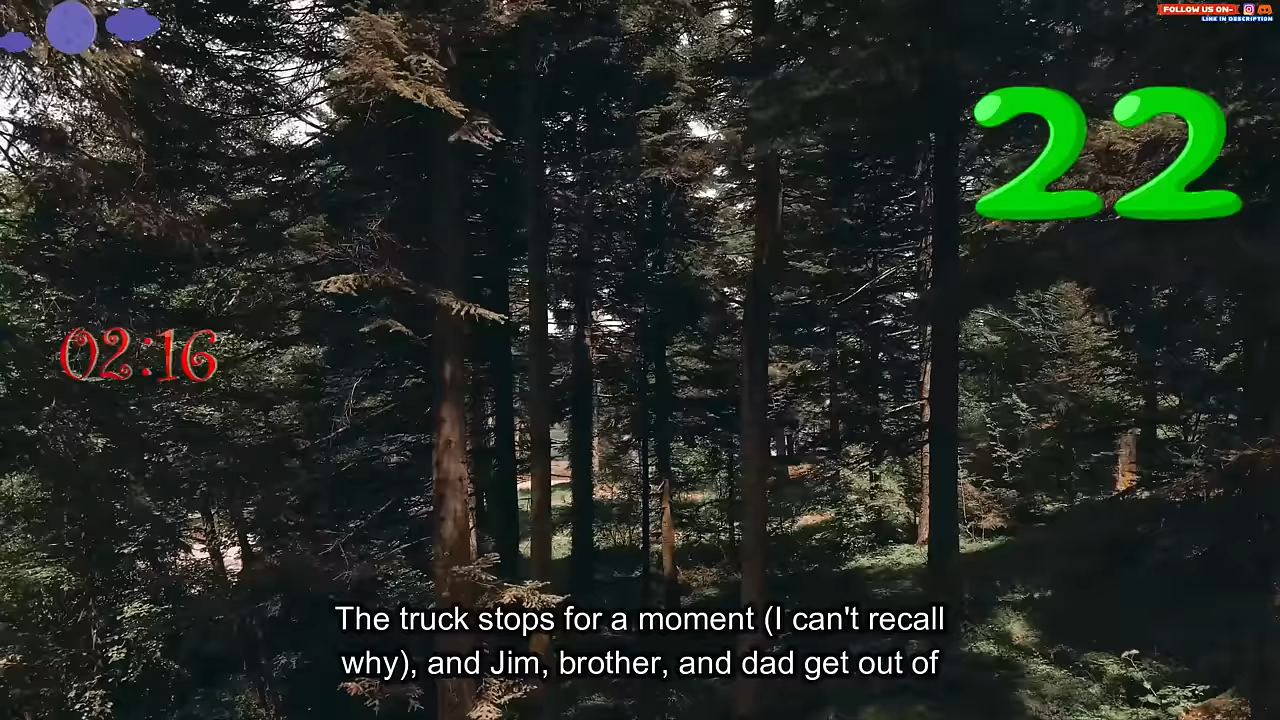 FOLLOW US ON-
LINK IN DESCRIPTION
22
02:16
The truck stops for a moment (I can't recall
why), and Jim, brother, and dad get out of